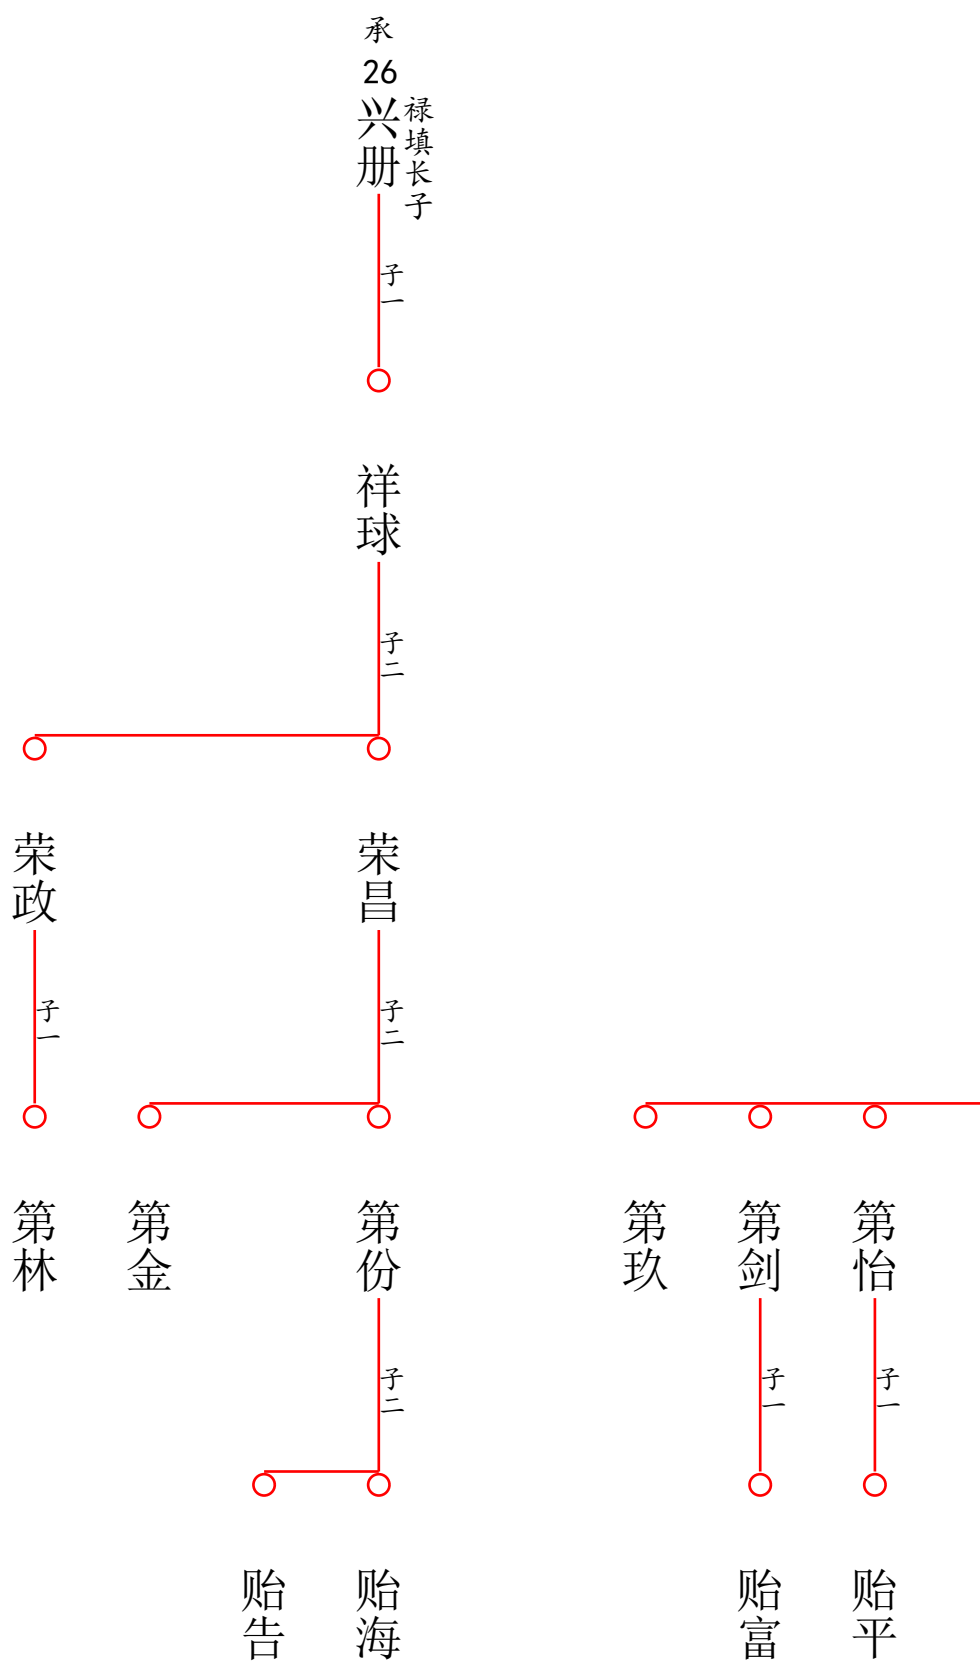 承
26
兴册
禄填长子
子一
祥球
子二
荣昌
荣政
子二
子一
第怡
第剑
第玖
第份
第金
第林
子一
子一
子二
贻平
贻富
贻海
贻告